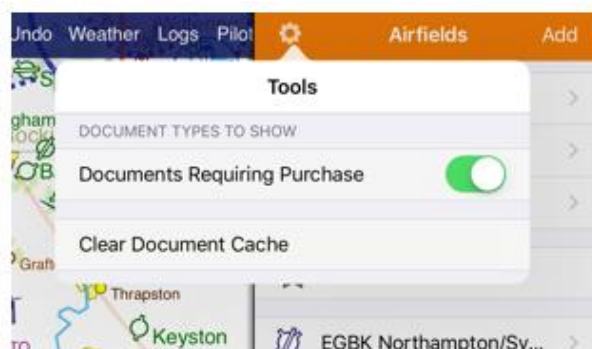 Undo Weather Logs Pilot Airfields Add
Tools
DOCUMENT TYPES TO SHOW
Documents Requiring Purchase
Clear Document Cache
Thrapston
Keyston
EGBK Northampton/Sy...